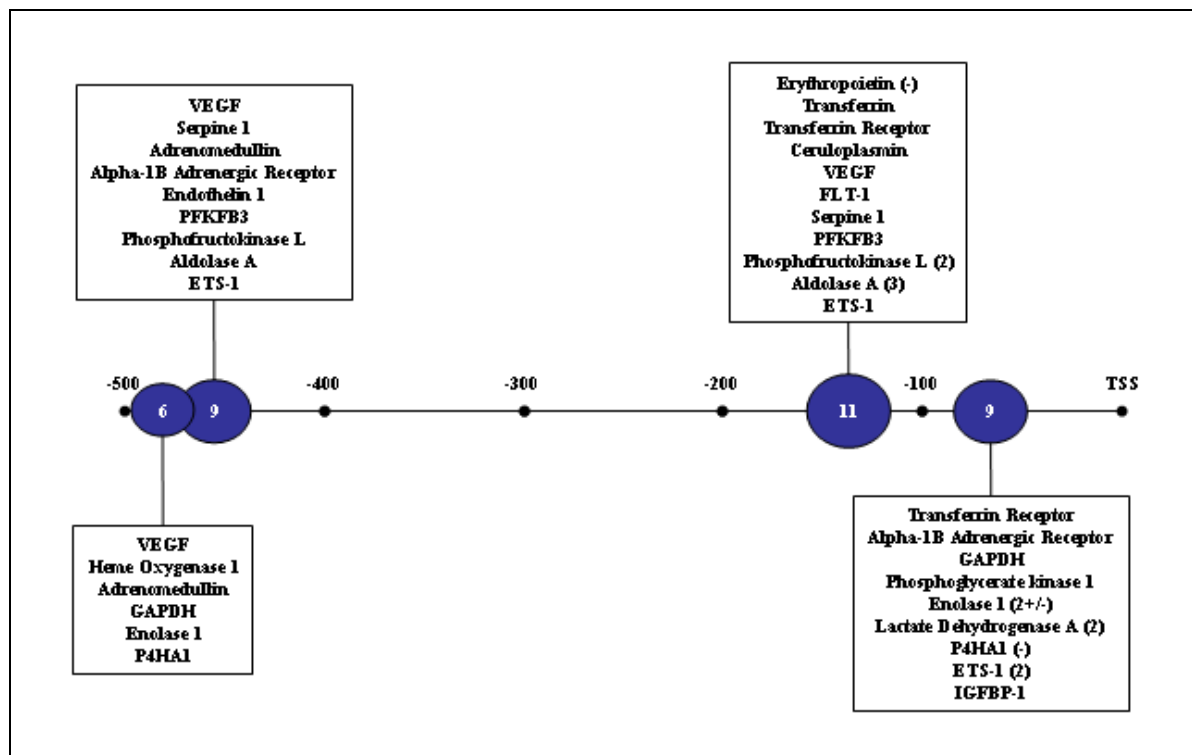 VEGF
Serpine 1
Adrenomedullin
Alpha-1B Adrenergic Receptor
Endothelin 1
PFKFB3
Phosphofructokinase L
Aldolase A
ETS-1
Erythropoietin (-)
Transferrin
Transferrin Receptor
Ceruloplasmin
VEGF
FLT-1
Serpine 1
PFKFB3
Phosphofructokinase L (2)
Aldolase A (3)
ETS-1
-500 -400 -300 -200 -100 TSS
6 9 11 9
VEGF
Heme Oxygenase 1
Adrenomedullin
GAPDH
Enolase 1
P4HA1
Transferrin Receptor
Alpha-1B Adrenergic Receptor
GAPDH
Phosphoglycerate kinase 1
Enolase 1 (2+/-)
Lactate Dehydrogenase A (2)
P4HA1 (-)
ETS-1 (2)
IGFBP-1